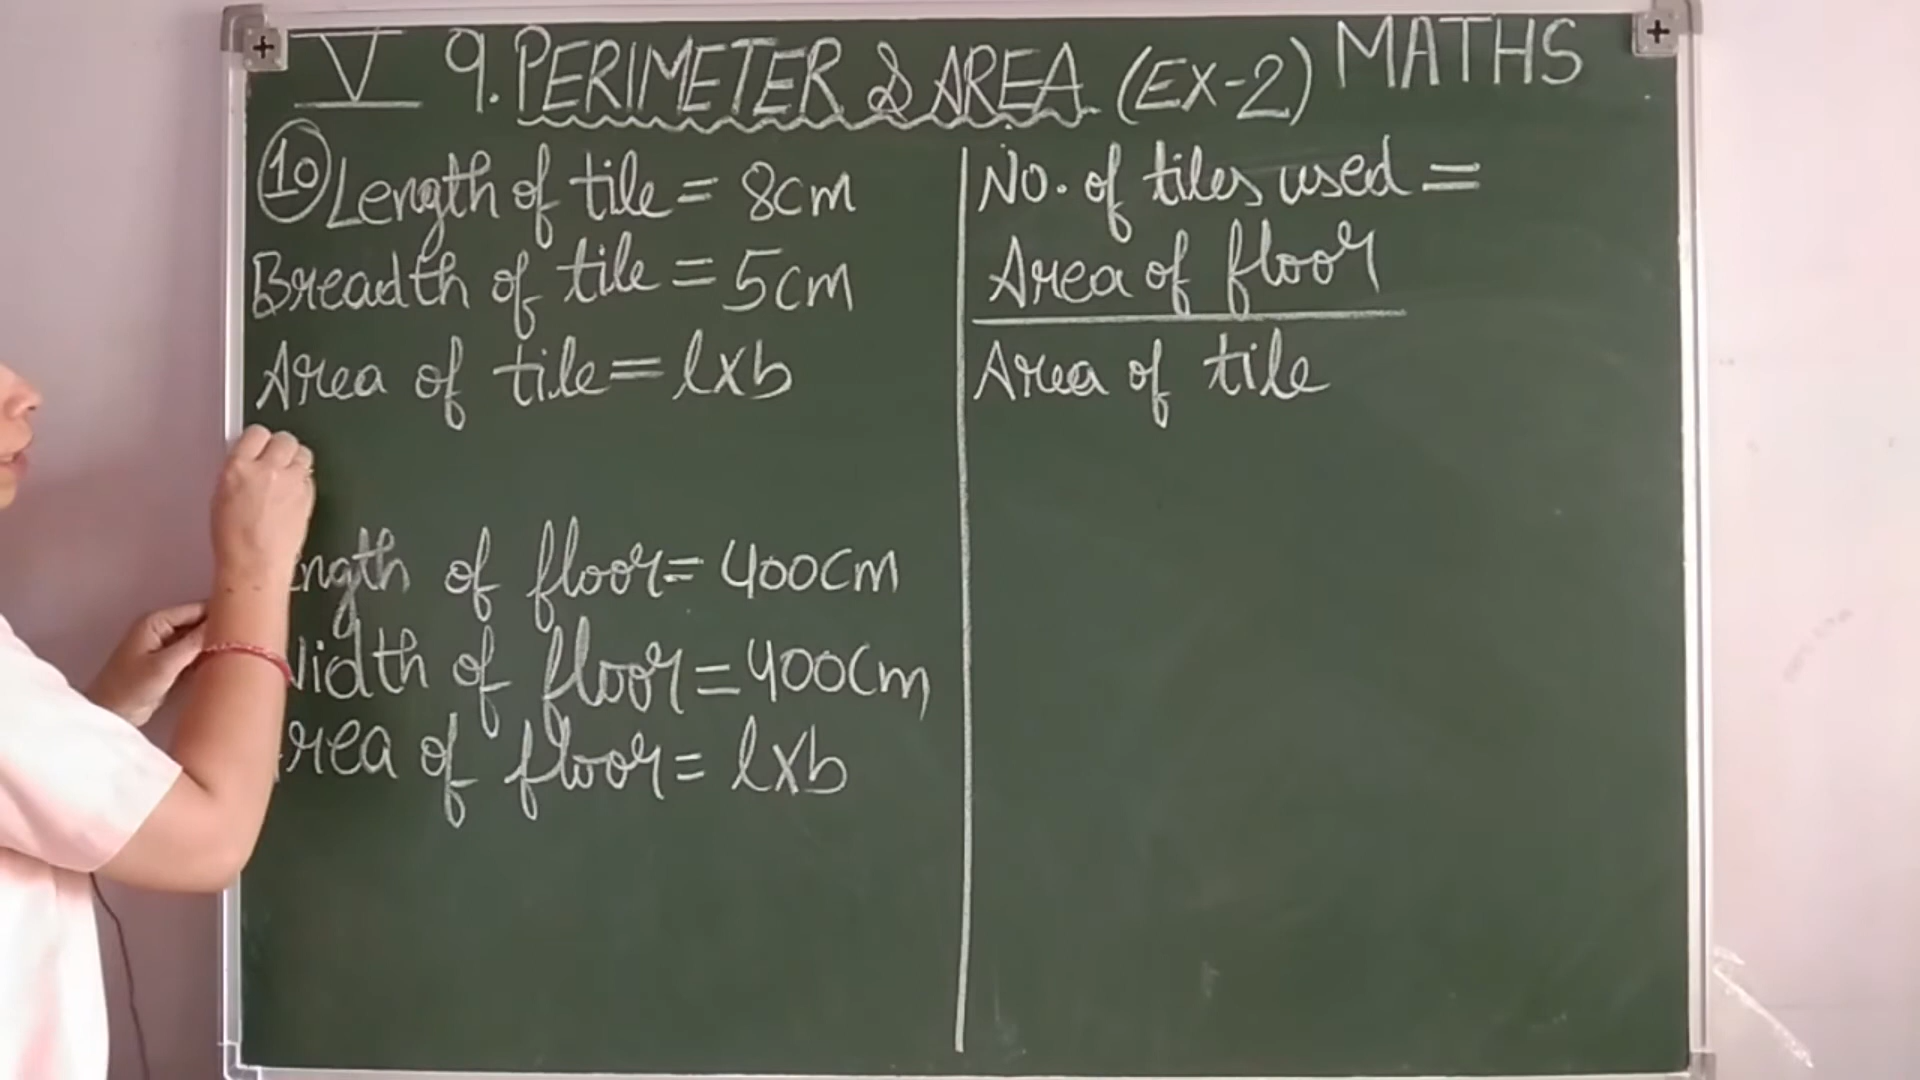 V 9. PERIMETER & AREA (EX-2) MATHS
10 Length of tile = 8cm
Breadth of tile = 5cm
Area of tile = l×b
ngth of floor = 400cm
idth of floor = 400cm
rea of floor = l×b
No. of tiles used =
Area of floor
Area of tile